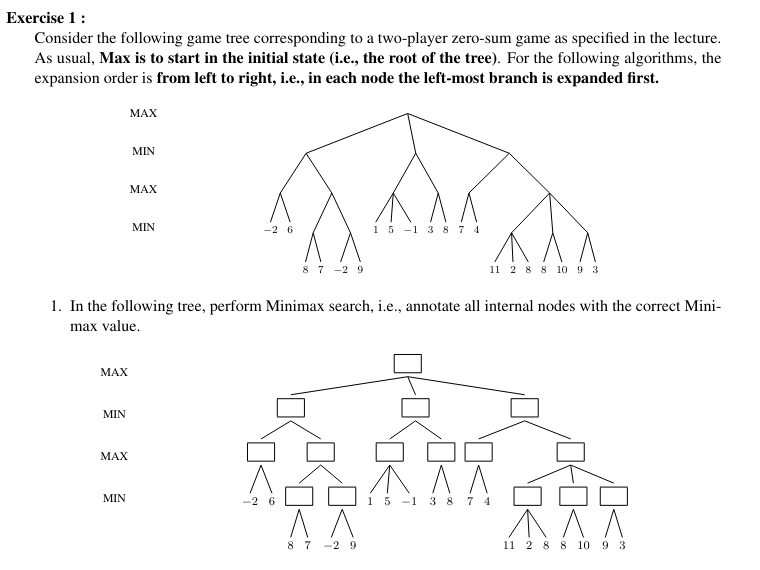 Exercise 1 :
Consider the following game tree corresponding to a two-player zero-sum game as specified in the lecture.
As usual, Max is to start in the initial state (i.e., the root of the tree). For the following algorithms, the
expansion order is from left to right, i.e., in each node the left-most branch is expanded first.
MAX
MIN
MAX
MIN
−2 6 1 5 −1 3 8 7 4
8 7 −2 9 11 2 8 8 10 9 3
1. In the following tree, perform Minimax search, i.e., annotate all internal nodes with the correct Mini-
max value.
MAX
MIN
MAX
MIN
−2 6 1 5 −1 3 8 7 4
8 7 −2 9 11 2 8 8 10 9 3